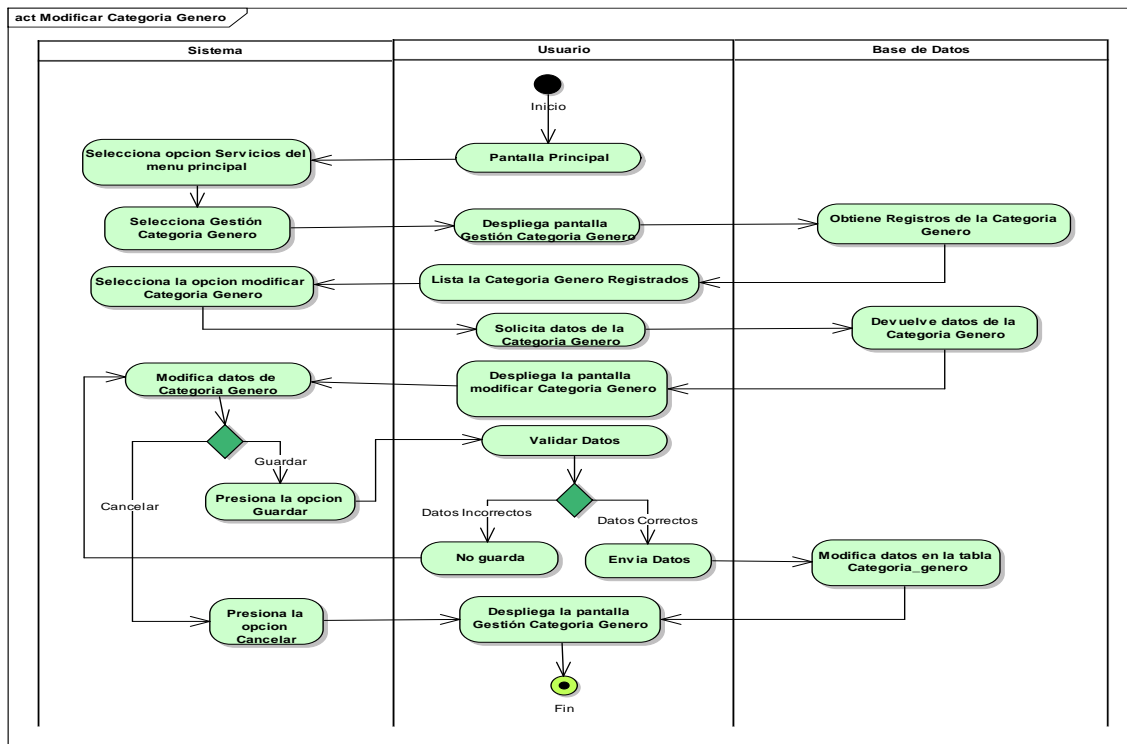 act Modificar Categoria Genero
Sistema
Usuario
Base de Datos
Inicio
Selecciona opcion Servicios del
menu principal
Pantalla Principal
Selecciona Gestión
Categoria Genero
Despliega pantalla
Gestión Categoria Genero
Obtiene Registros de la Categoria
Genero
Selecciona la opcion modificar
Categoria Genero
Lista la Categoria Genero Registrados
Solicita datos de la
Categoria Genero
Devuelve datos de la
Categoria Genero
Modifica datos de
Categoria Genero
Despliega la pantalla
modificar Categoria Genero
Validar Datos
Guardar
Cancelar
Presiona la opcion
Guardar
Datos Incorrectos
Datos Correctos
No guarda
Envia Datos
Modifica datos en la tabla
Categoria_genero
Presiona la
opcion
Cancelar
Despliega la pantalla
Gestión Categoria Genero
Fin